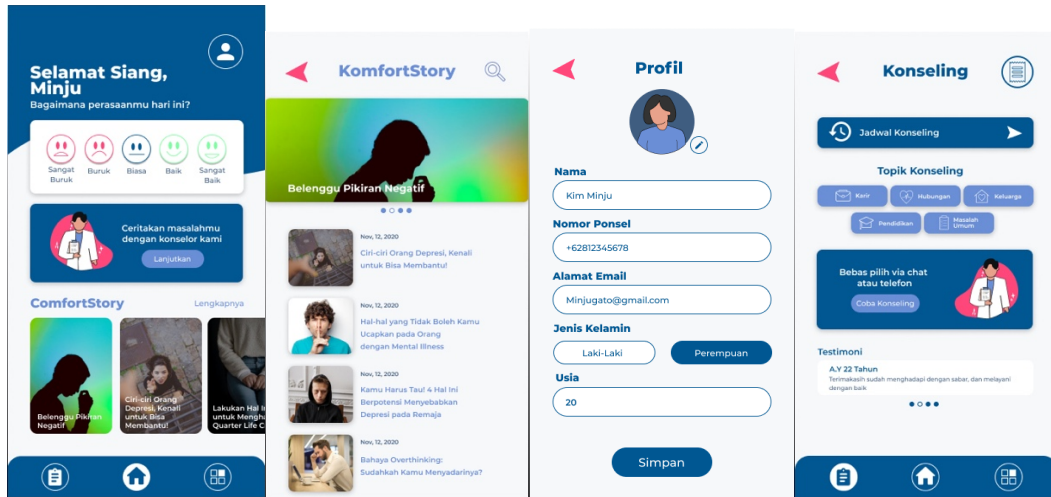 Selamat Siang,
Minju
Bagaimana perasaanmu hari ini?
Sangat
Buruk
Buruk
Biasa
Baik
Sangat
Baik
Ceritakan masalahmu
dengan konselor kami
Lanjutkan
ComfortStory
Lengkapnya
Belenggu Pikiran
Negatif
Ciri-ciri Orang
Depresi, Kenali
untuk Bisa
Membantu!
Lakukan Hal
untuk Mengh
Quarter Life C
KomfortStory
Belenggu Pikiran Negatif
Nov, 12, 2020
Ciri-ciri Orang Depresi, Kenali
untuk Bisa Membantu!
Nov, 12, 2020
Hal-hal yang Tidak Boleh Kamu
Ucapkan pada Orang
dengan Mental Illness
Nov, 12, 2020
Kamu Harus Tau! 4 Hal Ini
Berpotensi Menyebabkan
Depresi pada Remaja
Nov, 12, 2020
Bahaya Overthinking:
Sudahkah Kamu Menyadarinya?
Profil
Nama
Kim Minju
Nomor Ponsel
+62812345678
Alamat Email
Minjugato@gmail.com
Jenis Kelamin
Laki-Laki
Perempuan
Usia
20
Simpan
Konseling
Jadwal Konseling
Topik Konseling
Karir
Hubungan
Keluarga
Pendidikan
Masalah
Umum
Bebas pilih via chat
atau telefon
Coba Konseling
Testimoni
A.Y 22 Tahun
Terimakasih sudah menghadapi dengan sabar, dan melayani
dengan baik